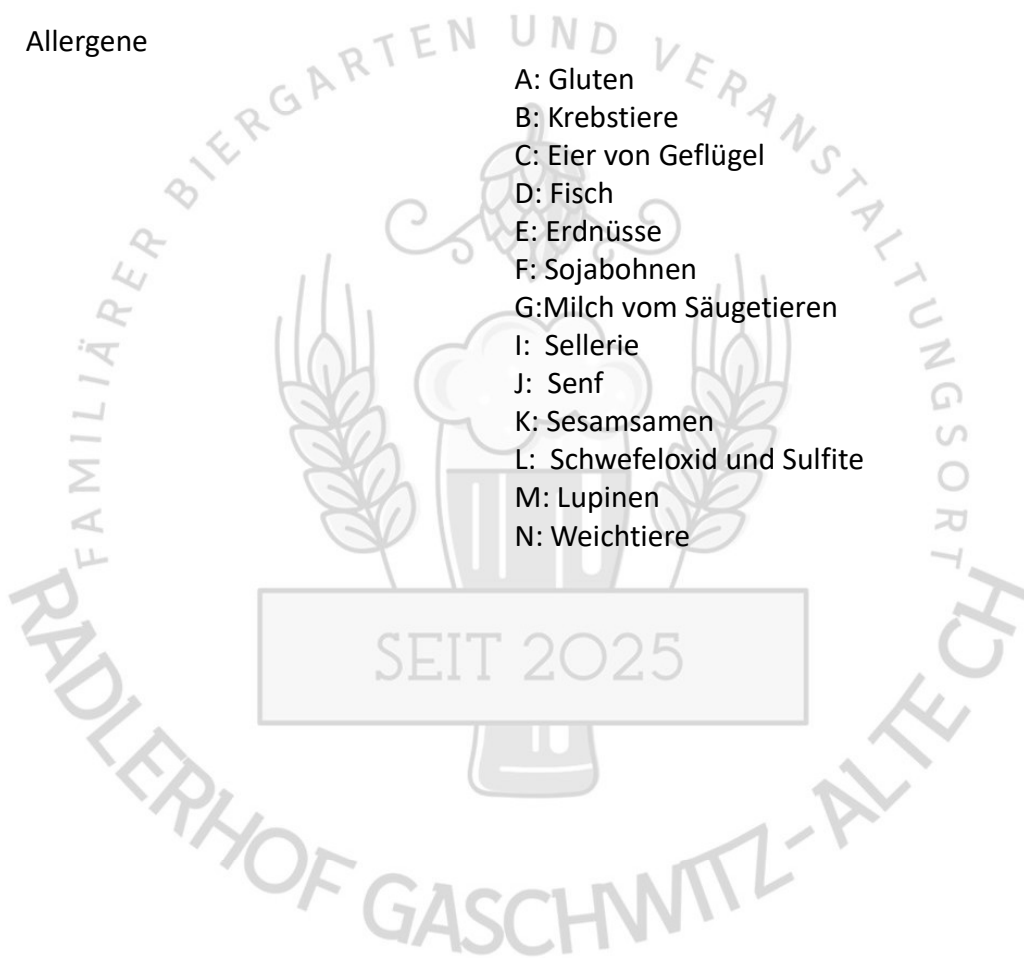 Allergene
A: Gluten
B: Krebstiere
C: Eier von Geflügel
D: Fisch
E: Erdnüsse
F: Sojabohnen
G:Milch vom Säugetieren
I: Sellerie
J: Senf
K: Sesamsamen
L: Schwefeloxid und Sulfite
M: Lupinen
N: Weichtiere
FAMILIÄRER BIERGARTEN UND VERANSTALTUNGSORT
SEIT 2025
RADLERHOF GASCHWITZ-ALTE CH